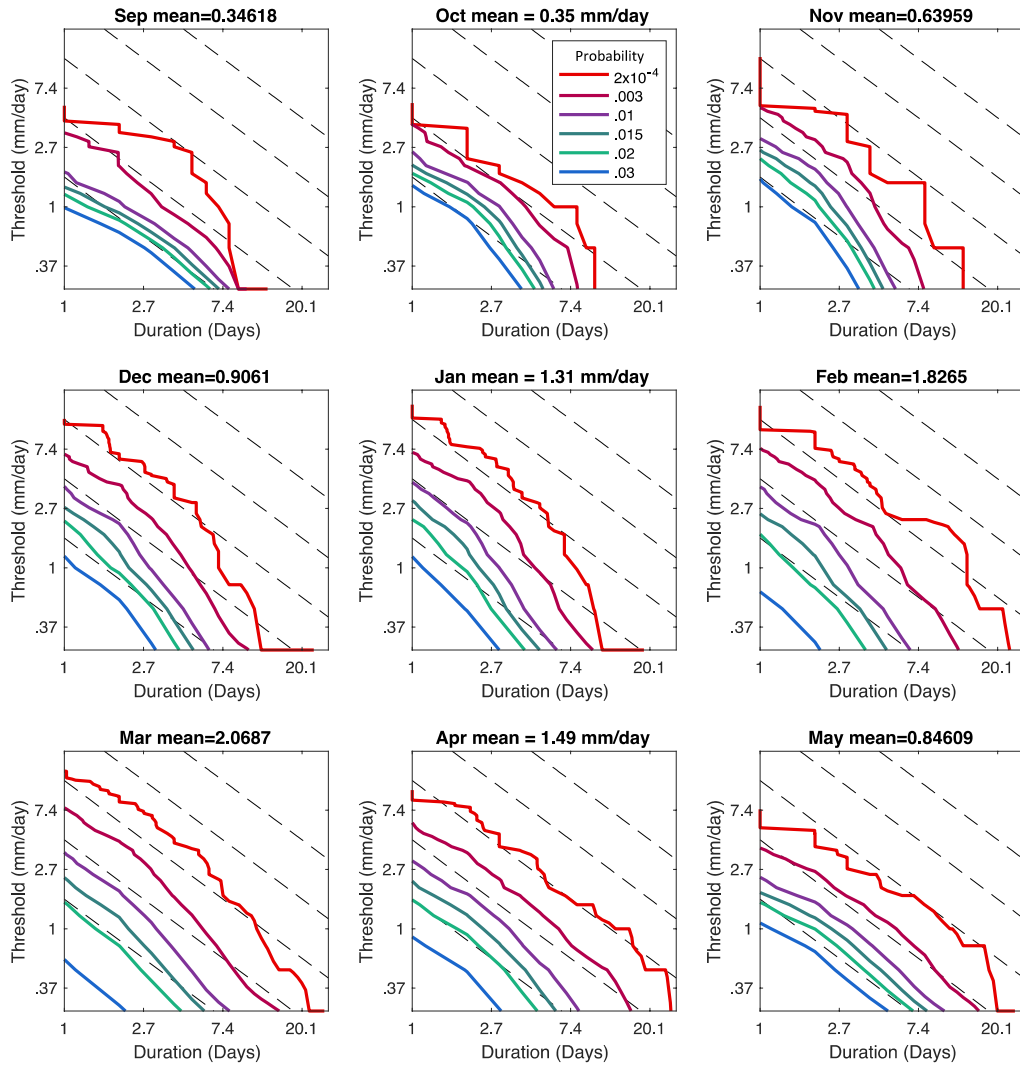 Sep mean=0.34618
Oct mean = 0.35 mm/day
Nov mean=0.63959
Threshold (mm/day)
7.4
2.7
1
.37
1
2.7
7.4
20.1
Duration (Days)
Threshold (mm/day)
7.4
2.7
1
.37
Probability
2x10⁻⁴
.003
.01
.015
.02
.03
1
2.7
7.4
20.1
Duration (Days)
Threshold (mm/day)
7.4
2.7
1
.37
1
2.7
7.4
20.1
Duration (Days)
Dec mean=0.9061
Jan mean = 1.31 mm/day
Feb mean=1.8265
Threshold (mm/day)
7.4
2.7
1
.37
1
2.7
7.4
20.1
Duration (Days)
Threshold (mm/day)
7.4
2.7
1
.37
1
2.7
7.4
20.1
Duration (Days)
Threshold (mm/day)
7.4
2.7
1
.37
1
2.7
7.4
20.1
Duration (Days)
Mar mean=2.0687
Apr mean = 1.49 mm/day
May mean=0.84609
Threshold (mm/day)
7.4
2.7
1
.37
1
2.7
7.4
20.1
Duration (Days)
Threshold (mm/day)
7.4
2.7
1
.37
1
2.7
7.4
20.1
Duration (Days)
Threshold (mm/day)
7.4
2.7
1
.37
1
2.7
7.4
20.1
Duration (Days)